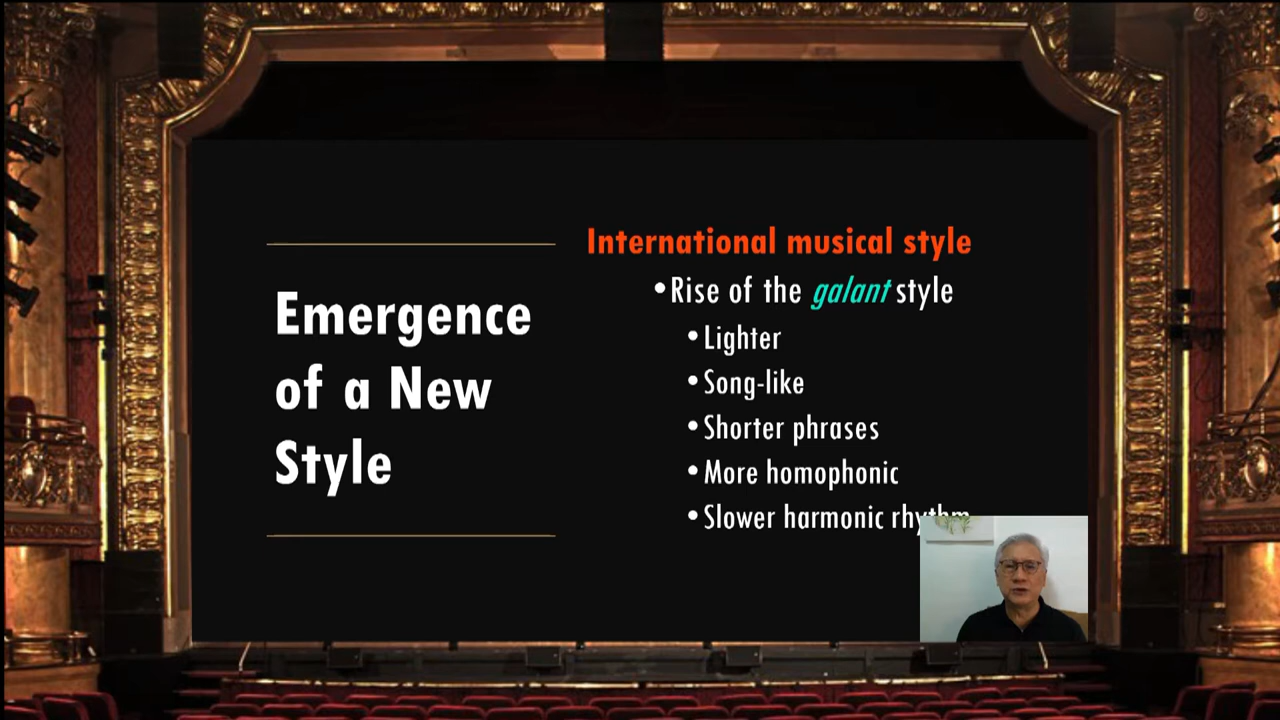 Emergence
of a New
Style
International musical style
•Rise of the galant style
•Lighter
•Song-like
•Shorter phrases
•More homophonic
•Slower harmonic rhythm